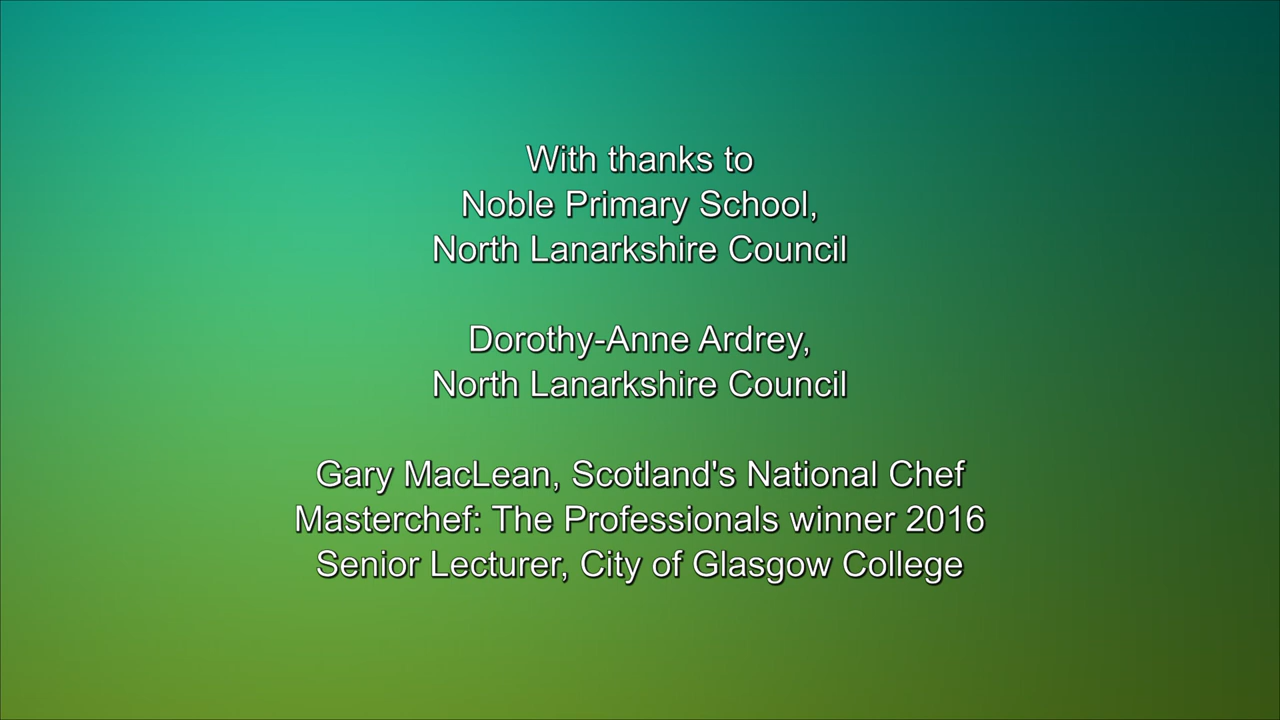 With thanks to
Noble Primary School,
North Lanarkshire Council
Dorothy-Anne Ardrey,
North Lanarkshire Council
Gary MacLean, Scotland's National Chef
Masterchef: The Professionals winner 2016
Senior Lecturer, City of Glasgow College